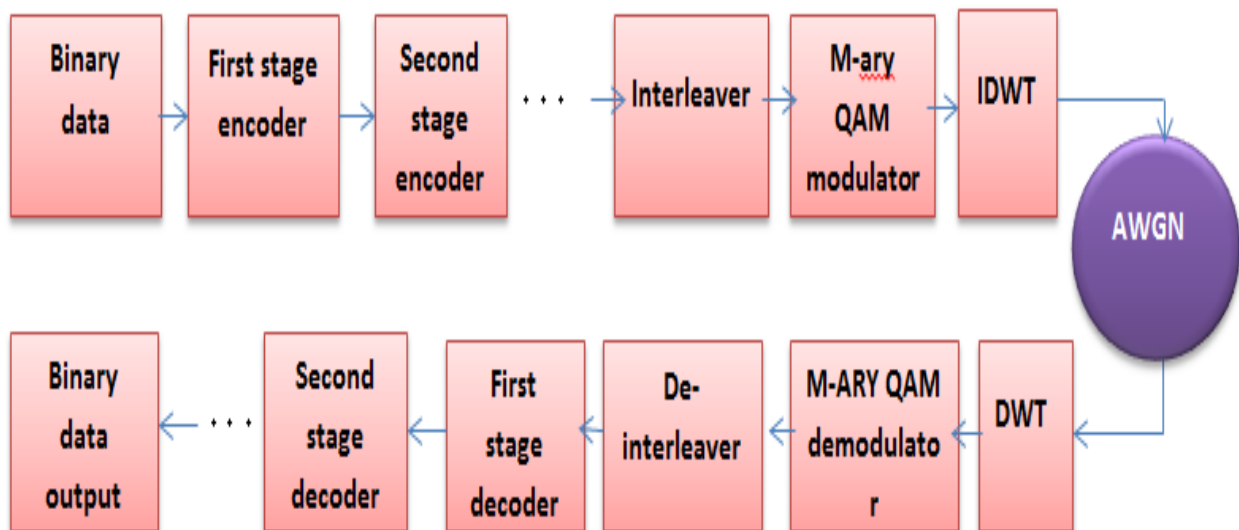 Binary
data
First stage
encoder
Second
stage
encoder
. . .
Interleaver
M-ary
QAM
modulator
IDWT
AWGN
Binary
data
output
. . .
Second
stage
decoder
First
stage
decoder
De-
interleaver
M-ARY QAM
demodulato
r
DWT